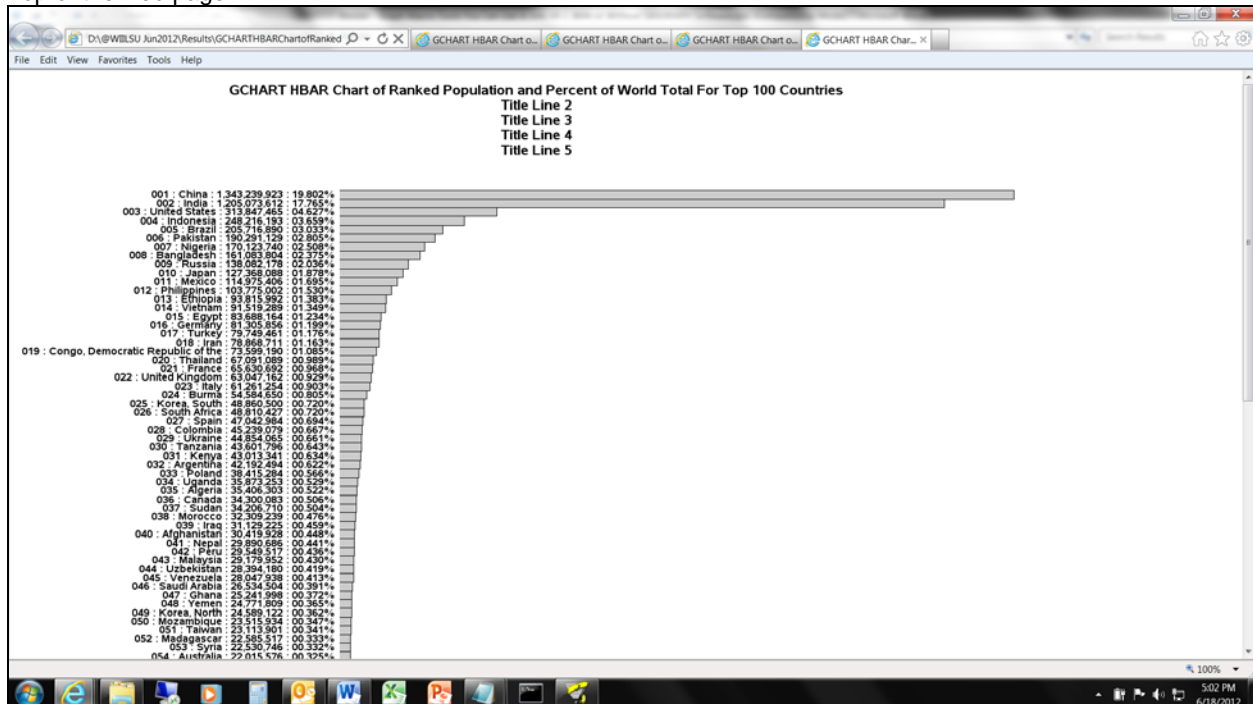 D:\@WIILSU Jun2012\Results\GCHARTHBARChartofRanked
GCHART HBAR Chart o...
GCHART HBAR Chart o...
GCHART HBAR Chart o...
GCHART HBAR Char...
File Edit View Favorites Tools Help
GCHART HBAR Chart of Ranked Population and Percent of World Total For Top 100 Countries
Title Line 2
Title Line 3
Title Line 4
Title Line 5
001 : China : 1,343,239,923 : 19.802%
002 : India : 1,205,073,612 : 17.765%
003 : United States : 313,847,465 : 04.627%
004 : Indonesia : 248,216,193 : 03.659%
005 : Brazil : 205,716,890 : 03.033%
006 : Pakistan : 190,291,129 : 02.805%
007 : Nigeria : 170,123,740 : 02.508%
008 : Bangladesh : 161,083,804 : 02.375%
009 : Russia : 138,082,178 : 02.036%
010 : Japan : 127,368,088 : 01.878%
011 : Mexico : 114,975,406 : 01.695%
012 : Philippines : 103,775,002 : 01.530%
013 : Ethiopia : 93,815,992 : 01.383%
014 : Vietnam : 91,519,289 : 01.349%
015 : Egypt : 83,688,164 : 01.234%
016 : Germany : 81,305,856 : 01.199%
017 : Turkey : 79,749,461 : 01.176%
018 : Iran : 78,868,711 : 01.163%
019 : Congo, Democratic Republic of the : 73,599,190 : 01.085%
020 : Thailand : 67,091,089 : 00.989%
021 : France : 65,630,692 : 00.968%
022 : United Kingdom : 63,047,162 : 00.929%
023 : Italy : 61,261,254 : 00.903%
024 : Burma : 54,584,650 : 00.805%
025 : Korea, South : 48,860,500 : 00.720%
026 : South Africa : 48,810,427 : 00.720%
027 : Spain : 47,042,984 : 00.694%
028 : Colombia : 45,239,079 : 00.667%
029 : Ukraine : 44,854,065 : 00.661%
030 : Tanzania : 43,601,796 : 00.643%
031 : Kenya : 43,013,341 : 00.634%
032 : Argentina : 42,192,494 : 00.622%
033 : Poland : 38,415,284 : 00.566%
034 : Uganda : 35,873,253 : 00.529%
035 : Algeria : 35,406,303 : 00.522%
036 : Canada : 34,300,083 : 00.506%
037 : Sudan : 34,206,710 : 00.504%
038 : Morocco : 32,309,239 : 00.476%
039 : Iraq : 31,129,225 : 00.459%
040 : Afghanistan : 30,419,928 : 00.448%
041 : Nepal : 29,890,686 : 00.441%
042 : Peru : 29,549,517 : 00.436%
043 : Malaysia : 29,179,952 : 00.430%
044 : Uzbekistan : 28,394,180 : 00.419%
045 : Venezuela : 28,047,938 : 00.413%
046 : Saudi Arabia : 26,534,504 : 00.391%
047 : Ghana : 25,241,998 : 00.372%
048 : Yemen : 24,771,809 : 00.365%
049 : Korea, North : 24,589,122 : 00.362%
050 : Mozambique : 23,515,934 : 00.347%
051 : Taiwan : 23,113,901 : 00.341%
052 : Madagascar : 22,585,517 : 00.333%
053 : Syria : 22,530,746 : 00.332%
054 : Australia : 22,015,576 : 00.325%
100%
5:02 PM
6/18/2012